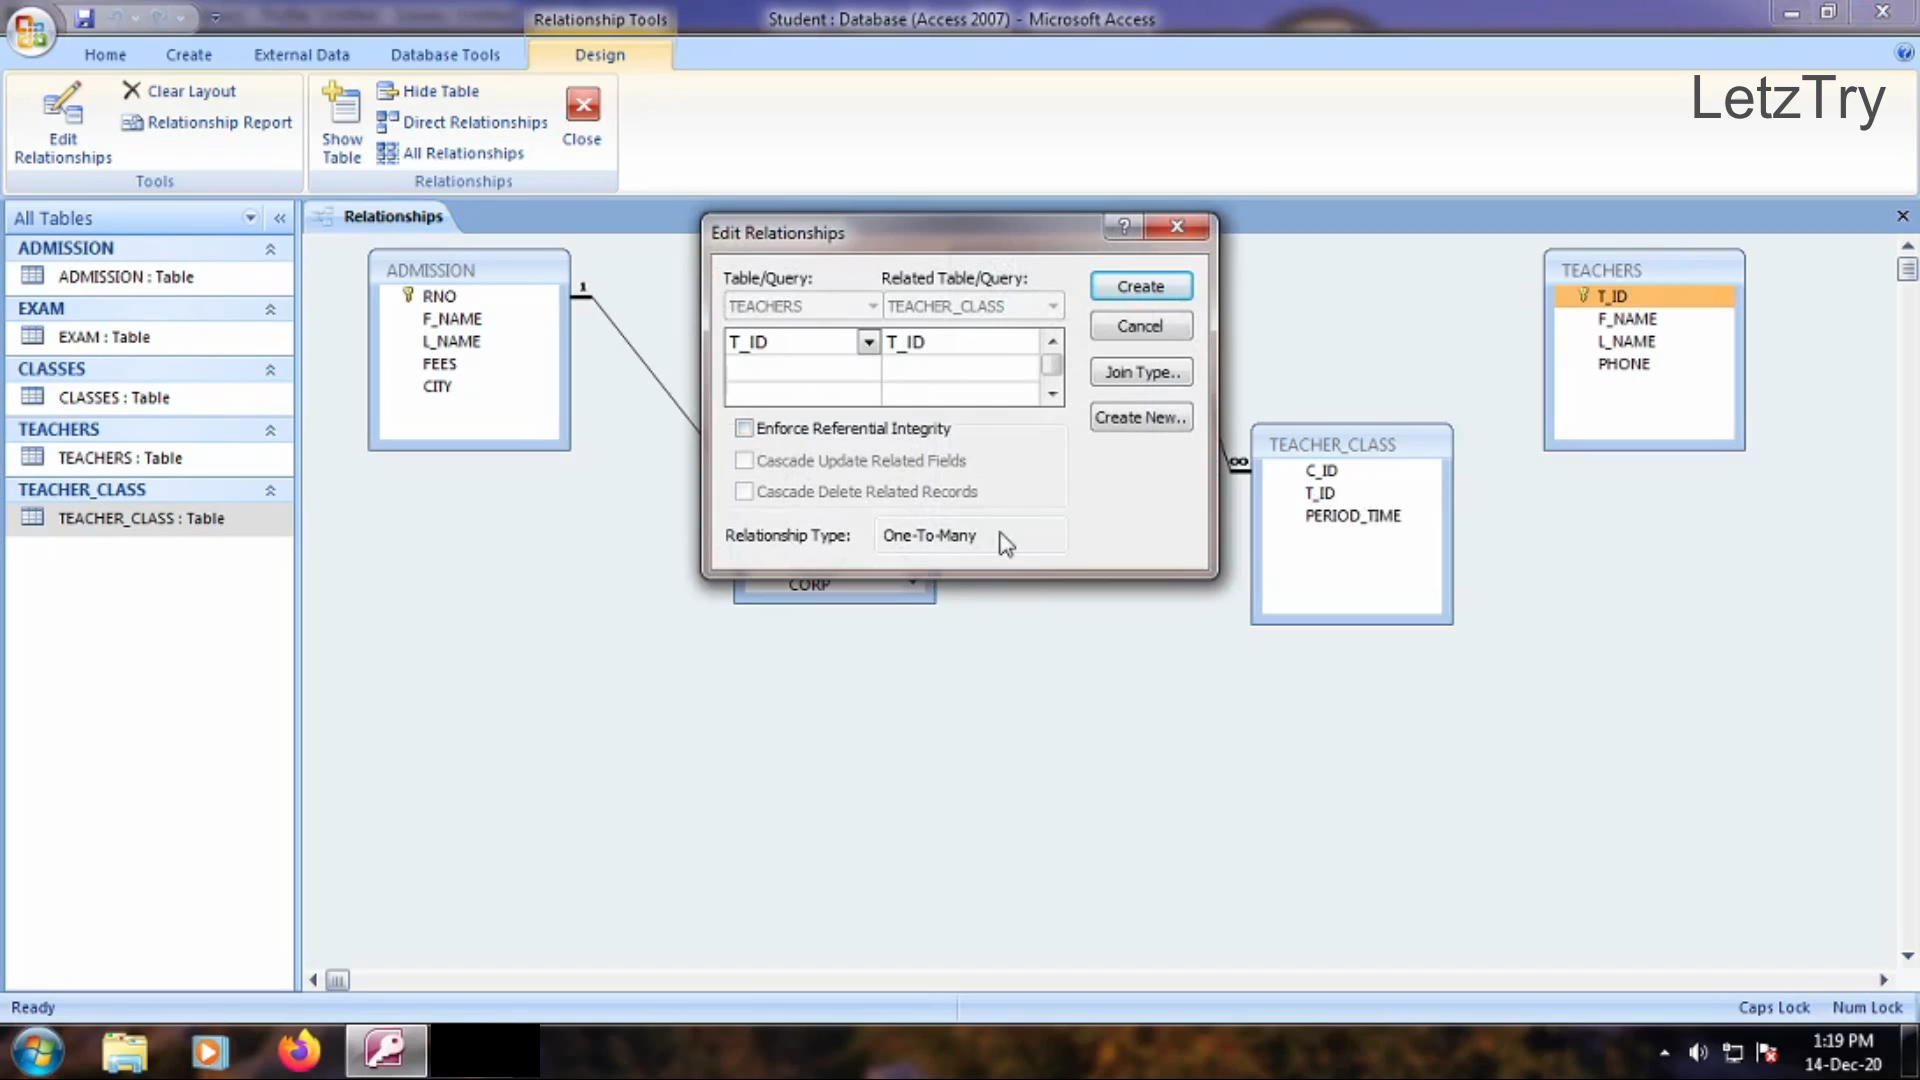 Relationship Tools
Student : Database (Access 2007) - Microsoft Access
Home
Create
External Data
Database Tools
Design
LetzTry
Edit
Relationships
Clear Layout
Relationship Report
Tools
Show
Table
Hide Table
Direct Relationships
All Relationships
Close
Relationships
All Tables
ADMISSION
ADMISSION : Table
EXAM
EXAM : Table
CLASSES
CLASSES : Table
TEACHERS
TEACHERS : Table
TEACHER_CLASS
TEACHER_CLASS : Table
Relationships
ADMISSION
RNO
F_NAME
L_NAME
FEES
CITY
1
Edit Relationships
?
Table/Query:
Related Table/Query:
TEACHERS
TEACHER_CLASS
T_ID
T_ID
Create
Cancel
Join Type..
Create New..
Enforce Referential Integrity
Cascade Update Related Fields
Cascade Delete Related Records
Relationship Type:
One-To-Many
CORP
∞
TEACHER_CLASS
C_ID
T_ID
PERIOD_TIME
TEACHERS
T_ID
F_NAME
L_NAME
PHONE
Ready
Caps Lock
Num Lock
1:19 PM
14-Dec-20